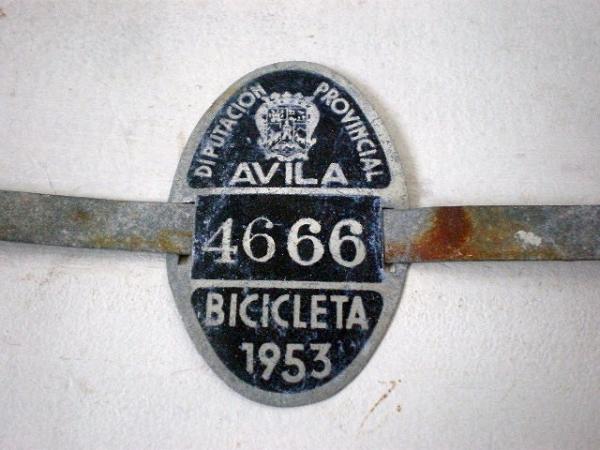 DIPUTACION PROVINCIAL
AVILA
4666
BICICLETA
1953